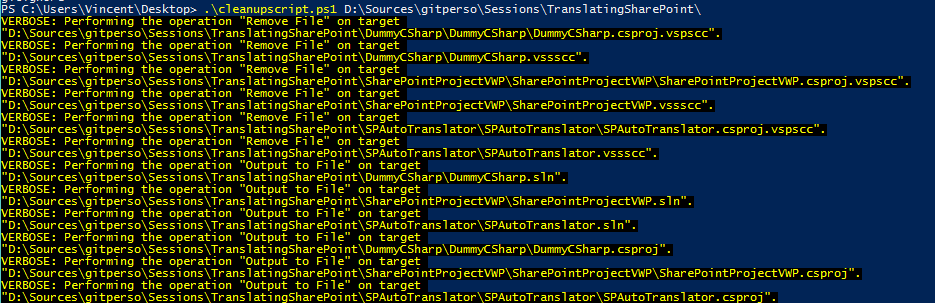 PS C:\Users\Vincent\Desktop> .\cleanupscript.ps1 D:\Sources\gitperso\Sessions\TranslatingSharePoint\
VERBOSE: Performing the operation "Remove File" on target
"D:\Sources\gitperso\Sessions\TranslatingSharePoint\DummyCSharp\DummyCSharp\DummyCSharp.csproj.vspscc".
VERBOSE: Performing the operation "Remove File" on target
"D:\Sources\gitperso\Sessions\TranslatingSharePoint\DummyCSharp\DummyCSharp.vssscc".
VERBOSE: Performing the operation "Remove File" on target
"D:\Sources\gitperso\Sessions\TranslatingSharePoint\SharePointProjectVWP\SharePointProjectVWP\SharePointProjectVWP.csproj.vspscc".
VERBOSE: Performing the operation "Remove File" on target
"D:\Sources\gitperso\Sessions\TranslatingSharePoint\SharePointProjectVWP\SharePointProjectVWP.vssscc".
VERBOSE: Performing the operation "Remove File" on target
"D:\Sources\gitperso\Sessions\TranslatingSharePoint\SPAutoTranslator\SPAutoTranslator\SPAutoTranslator.csproj.vspscc".
VERBOSE: Performing the operation "Remove File" on target
"D:\Sources\gitperso\Sessions\TranslatingSharePoint\SPAutoTranslator\SPAutoTranslator.vssscc".
VERBOSE: Performing the operation "Output to File" on target
"D:\Sources\gitperso\Sessions\TranslatingSharePoint\DummyCSharp\DummyCSharp.sln".
VERBOSE: Performing the operation "Output to File" on target
"D:\Sources\gitperso\Sessions\TranslatingSharePoint\SharePointProjectVWP\SharePointProjectVWP.sln".
VERBOSE: Performing the operation "Output to File" on target
"D:\Sources\gitperso\Sessions\TranslatingSharePoint\SPAutoTranslator\SPAutoTranslator.sln".
VERBOSE: Performing the operation "Output to File" on target
"D:\Sources\gitperso\Sessions\TranslatingSharePoint\DummyCSharp\DummyCSharp\DummyCSharp.csproj".
VERBOSE: Performing the operation "Output to File" on target
"D:\Sources\gitperso\Sessions\TranslatingSharePoint\SharePointProjectVWP\SharePointProjectVWP\SharePointProjectVWP.csproj".
VERBOSE: Performing the operation "Output to File" on target
"D:\Sources\gitperso\Sessions\TranslatingSharePoint\SPAutoTranslator\SPAutoTranslator\SPAutoTranslator.csproj".